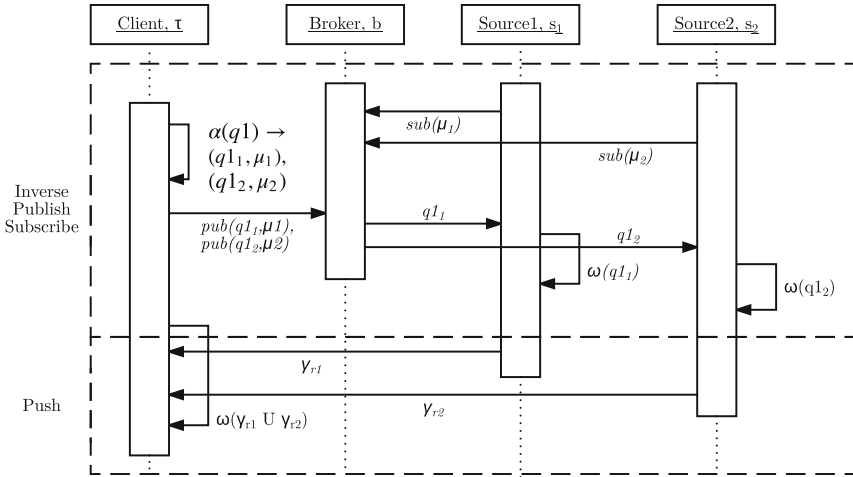 Client, τ
Broker, b
Source1, s₁
Source2, s₂
sub(μ₁)
sub(μ₂)
α(q1) →
(q1₁, μ₁),
(q1₂, μ₂)
Inverse
Publish
Subscribe
pub(q1₁,μ1),
pub(q1₂,μ2)
q1₁
q1₂
ω(q1₁)
ω(q1₂)
γr1
Push
γr2
ω(γr1 U γr2)